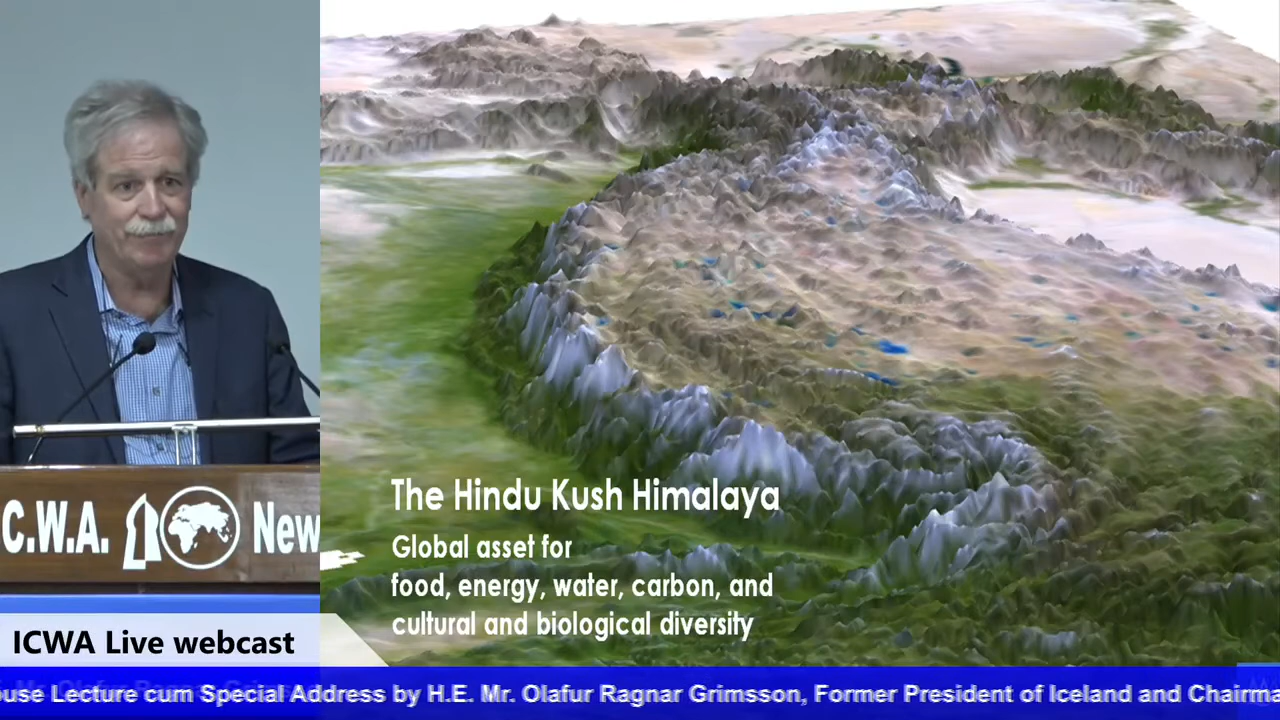 The Hindu Kush Himalaya
Global asset for
food, energy, water, carbon, and
cultural and biological diversity
C.W.A.
New
ICWA Live webcast
use Lecture cum Special Address by H.E. Mr. Olafur Ragnar Grimsson, Former President of Iceland and Chairma